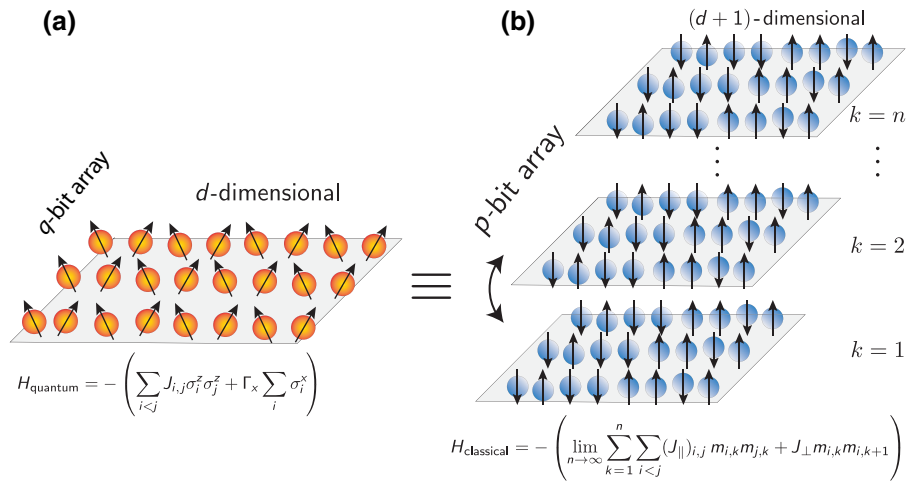 (a)
q-bit array
d-dimensional
H_quantum = − ( ∑_{i<j} J_{i,j} σ_i^z σ_j^z + Γ_x ∑_i σ_i^x )
≡
(b)
(d + 1)-dimensional
p-bit array
k = n
⋮ ⋮
k = 2
k = 1
H_classical = − ( lim_{n→∞} ∑_{k=1}^{n} ∑_{i<j} (J_∥)_{i,j} m_{i,k} m_{j,k} + J_⊥ m_{i,k} m_{i,k+1} )